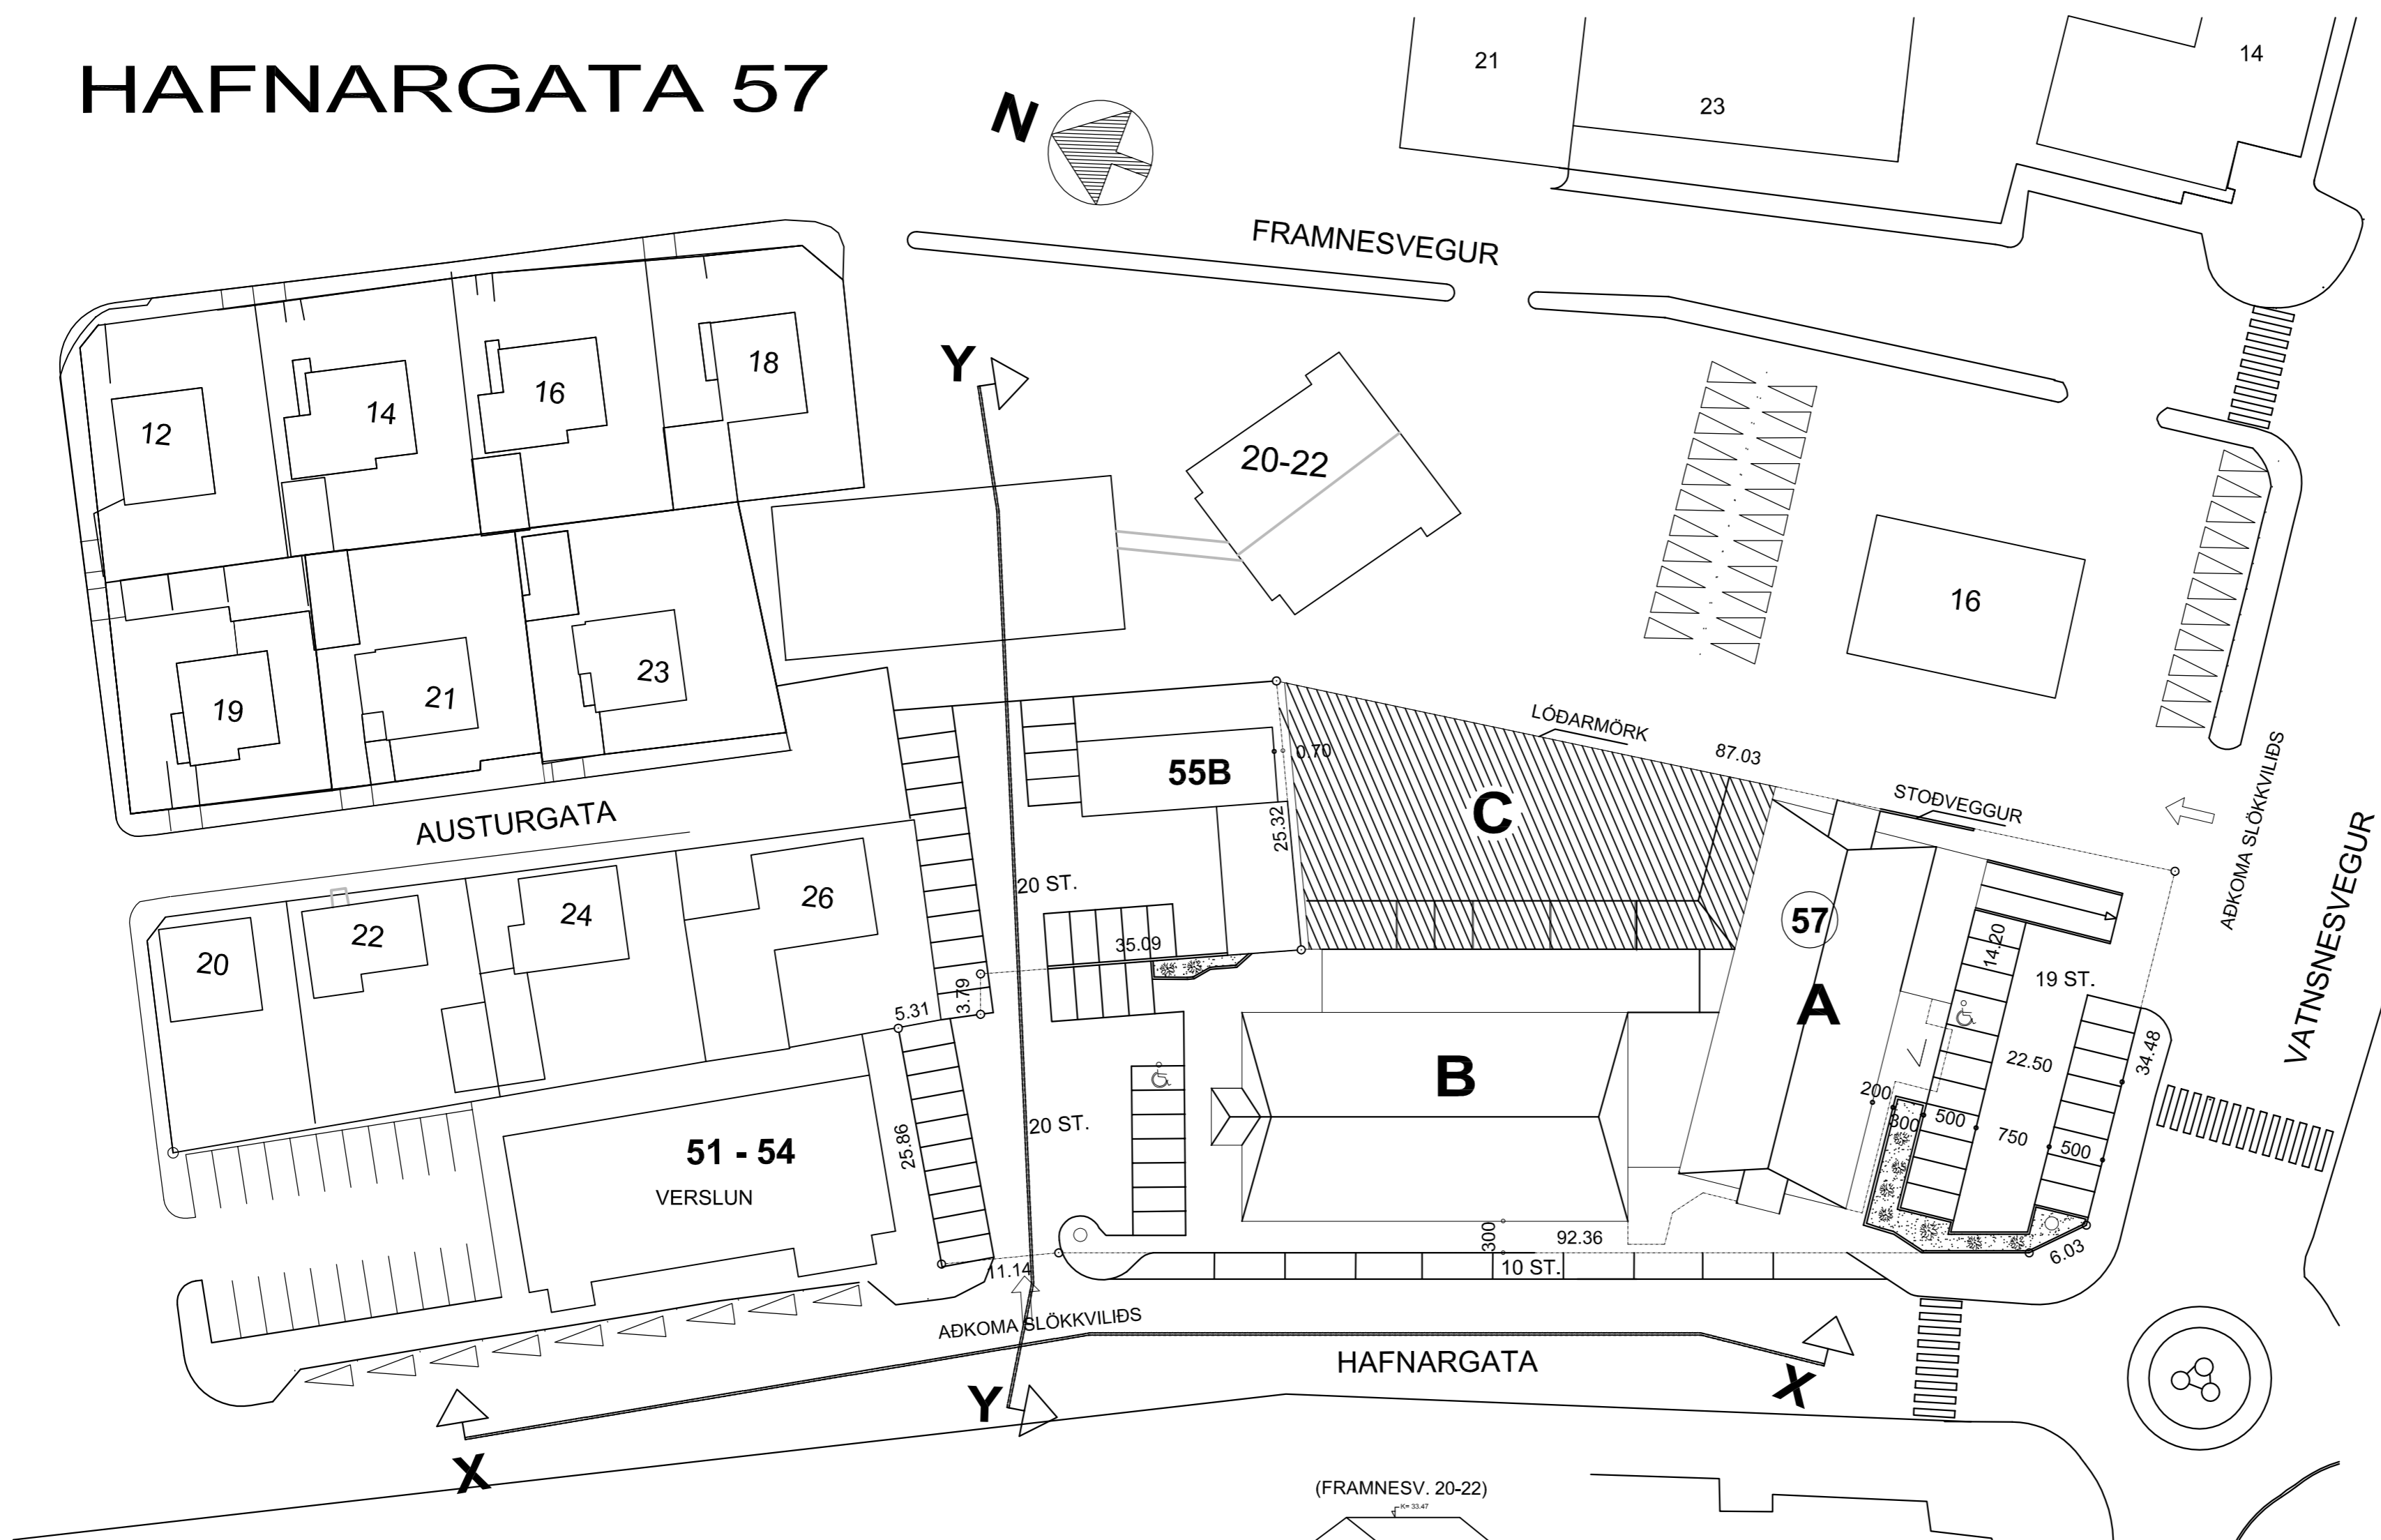 HAFNARGATA 57
N
21
23
14
FRAMNESVEGUR
12
14
16
18
Y
20-22
16
19
21
23
AUSTURGATA
55B
0.70
C
LÓÐARMÖRK
87.03
STOÐVEGGUR
AÐKOMA SLÖKKVILIÐS
VATNSNESVEGUR
25.32
20 ST.
20
22
24
26
35.09
57
14.20
19 ST.
A
5.31
3.79
B
22.50
34.48
200
300
500
750
500
51 - 54
VERSLUN
25.86
20 ST.
300
92.36
6.03
11.14
10 ST.
AÐKOMA SLÖKKVILIÐS
HAFNARGATA
Y
X
X
(FRAMNESV. 20-22)
K= 33.47